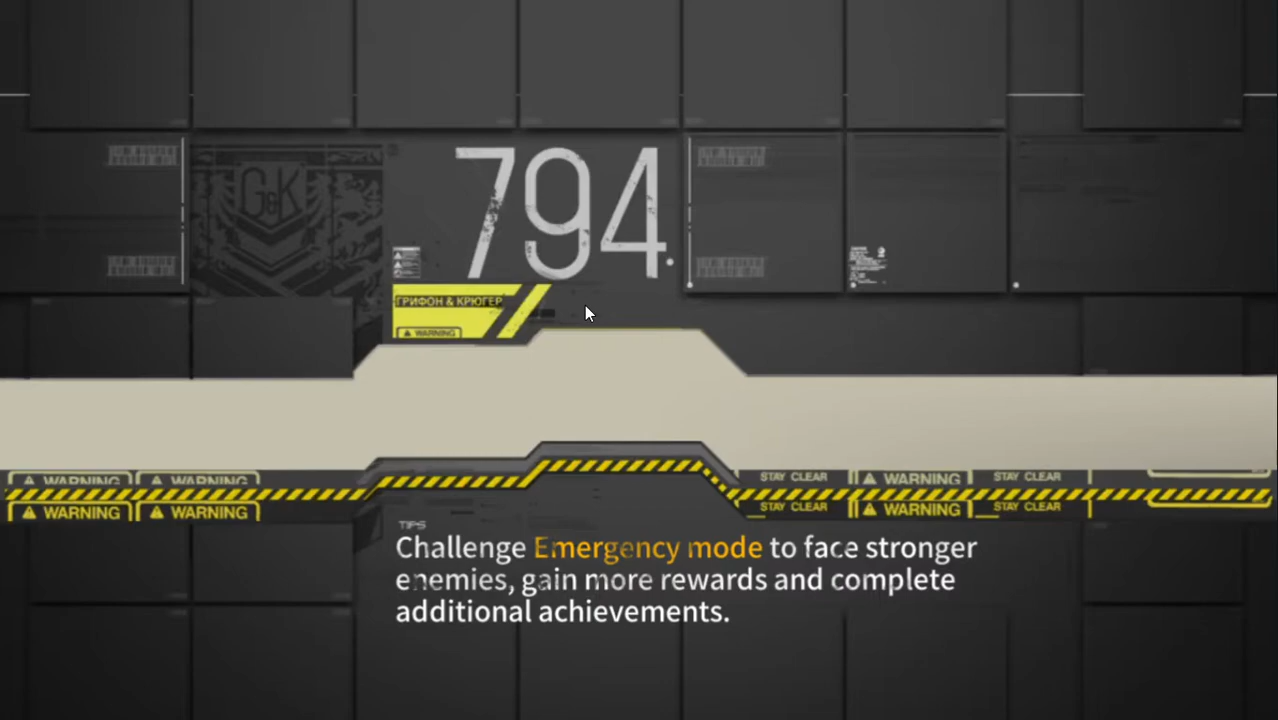 G&K
794.
ГРИФОН & КРЮГЕР
WARNING
WARNING WARNING STAY CLEAR WARNING STAY CLEAR
WARNING WARNING STAY CLEAR WARNING STAY CLEAR
TIPS
Challenge Emergency mode to face stronger
enemies, gain more rewards and complete
additional achievements.